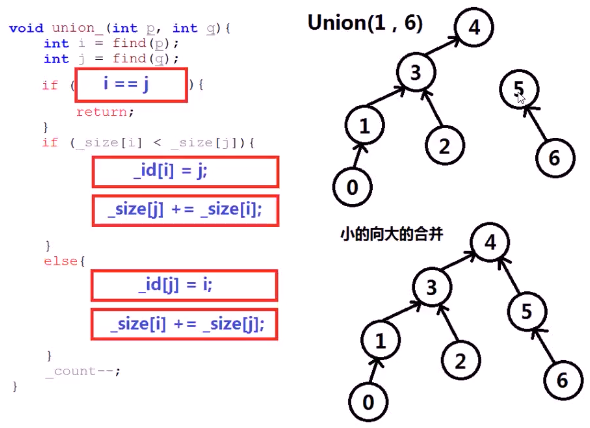 void union_(int p, int q){
int i = find(p);
int j = find(q);
if ( i == j ){
return;
}
if (_size[i] < _size[j]){
_id[i] = j;
_size[j] += _size[i];
}
else{
_id[j] = i;
_size[i] += _size[j];
}
_count--;
}
Union(1 , 6)
4
3
5
1
2
6
0
小的向大的合并
4
3
5
1
2
6
0